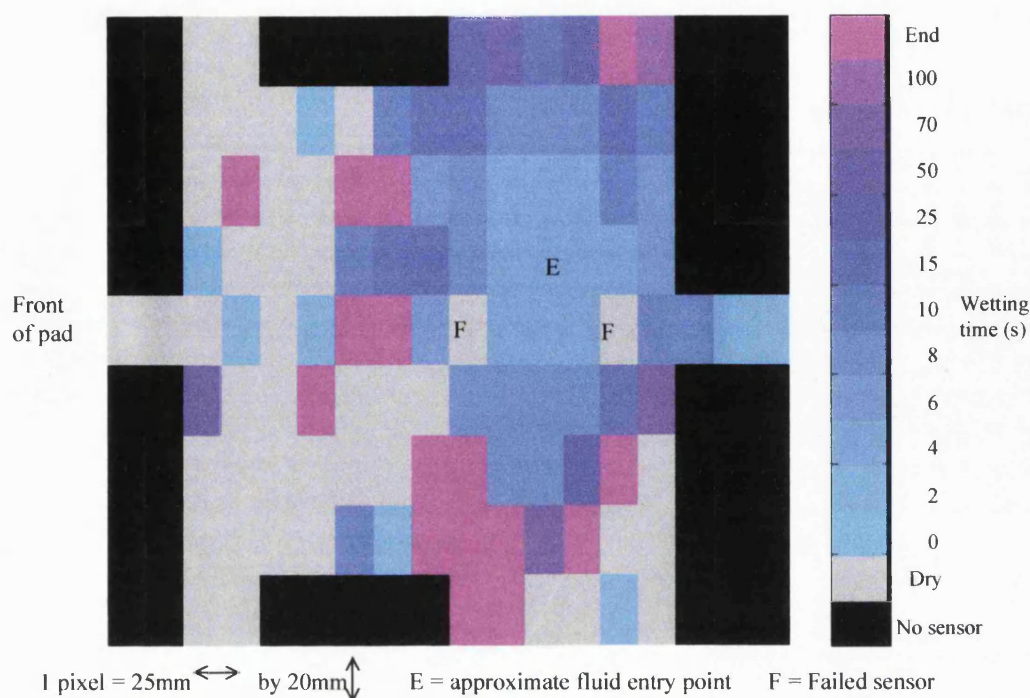 End
100
70
50
25
15
10
8
6
4
2
0
Dry
No sensor
Wetting
time (s)
Front
of pad
E
F
F
1 pixel = 25mm by 20mm E = approximate fluid entry point F = Failed sensor